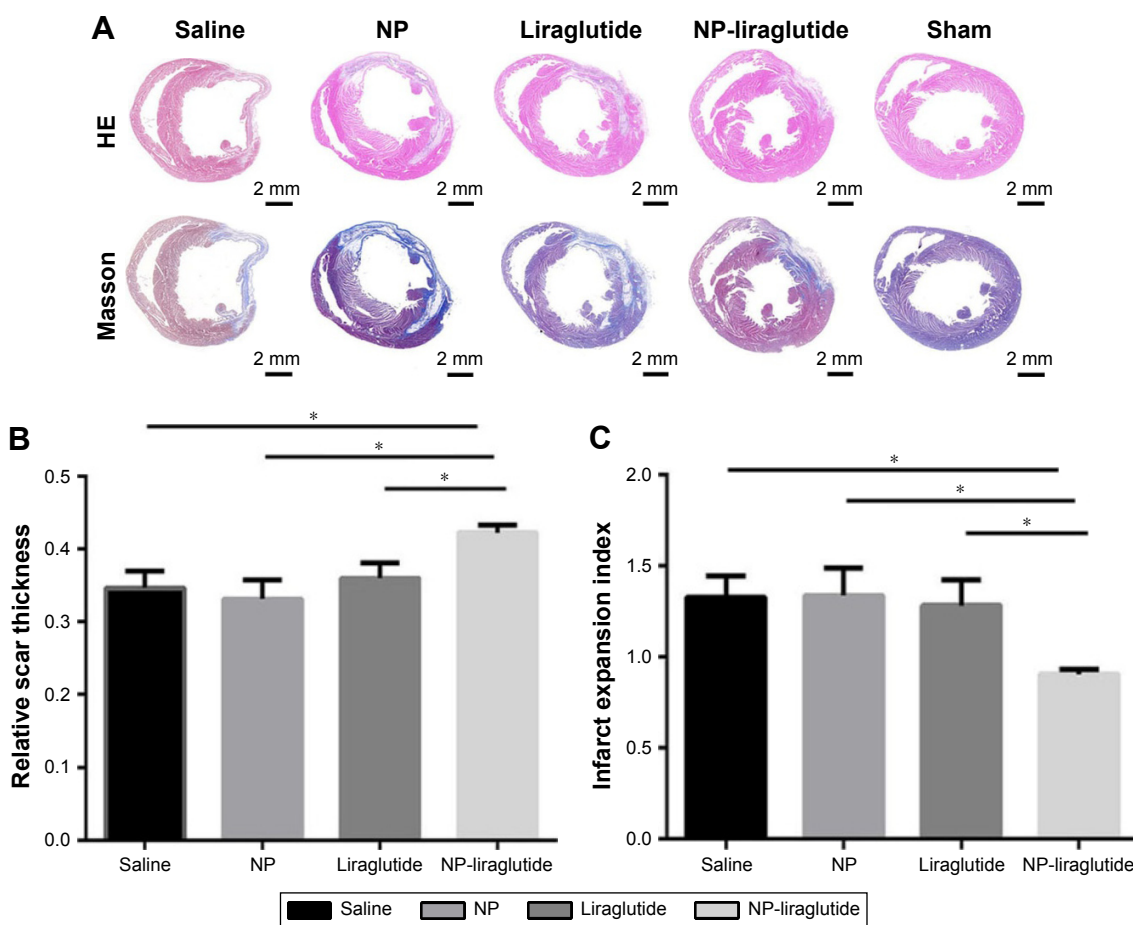 A
Saline NP Liraglutide NP-liraglutide Sham
HE
2 mm 2 mm 2 mm 2 mm 2 mm
Masson
2 mm 2 mm 2 mm 2 mm 2 mm
B
*
*
*
Relative scar thickness
0.5
0.4
0.3
0.2
0.1
0.0
Saline NP Liraglutide NP-liraglutide
C
*
*
*
Infarct expansion index
2.0
1.5
1.0
0.5
0.0
Saline NP Liraglutide NP-liraglutide
Saline NP Liraglutide NP-liraglutide